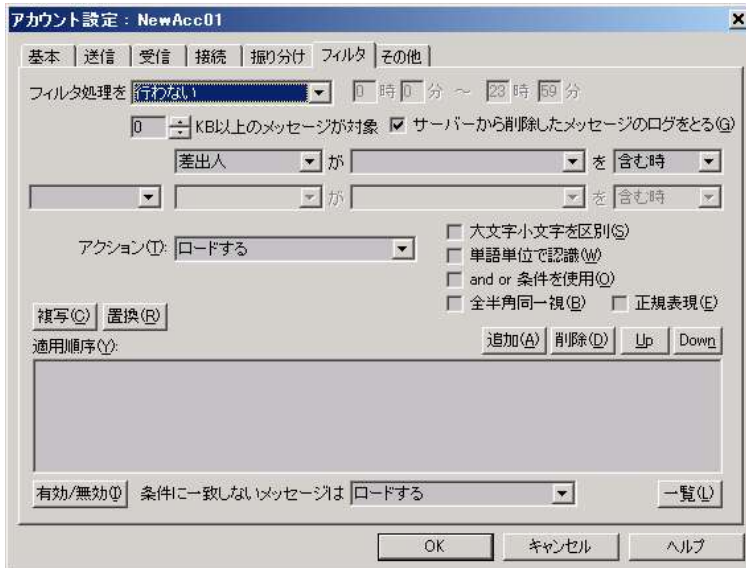 アカウント設定 : NewAcc01
基本 送信 受信 接続 振り分け フィルタ その他
フィルタ処理を 行わない 0 時 0 分 ～ 23 時 59 分
0 KB以上のメッセージが対象 サーバーから削除したメッセージのログをとる(G)
差出人 が を 含む時
が を 含む時
大文字小文字を区別(S)
アクション(T): ロードする
単語単位で認識(W)
and or 条件を使用(O)
全半角同一視(B) 正規表現(E)
複写(C) 置換(R)
適用順序(Y): 追加(A) 削除(D) Up Down
有効/無効(I) 条件に一致しないメッセージは ロードする 一覧(L)
OK キャンセル ヘルプ